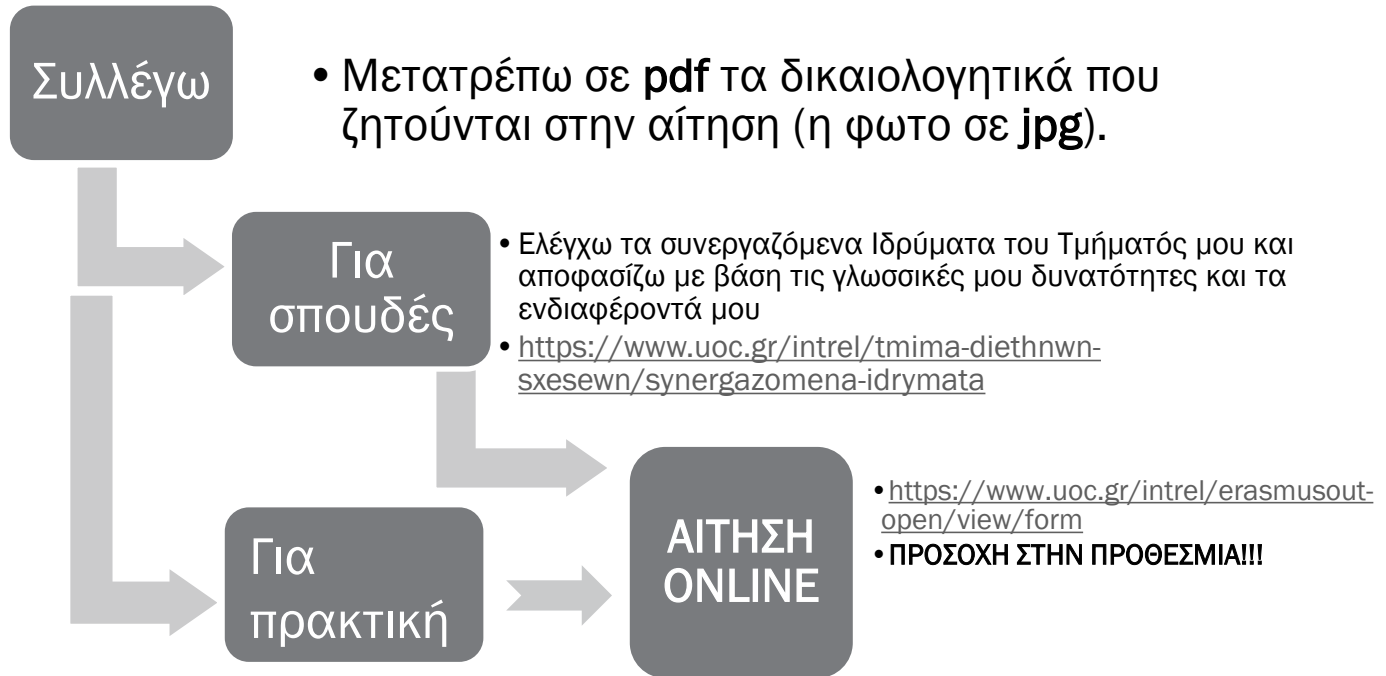 Συλλέγω
• Μετατρέπω σε pdf τα δικαιολογητικά που
ζητούνται στην αίτηση (η φωτο σε jpg).
Για
σπουδές
• Ελέγχω τα συνεργαζόμενα Ιδρύματα του Τμήματός μου και
αποφασίζω με βάση τις γλωσσικές μου δυνατότητες και τα
ενδιαφέροντά μου
• https://www.uoc.gr/intrel/tmima-diethnwn-
sxesewn/synergazomena-idrymata
Για
πρακτική
ΑΙΤΗΣΗ
ONLINE
• https://www.uoc.gr/intrel/erasmusout-
open/view/form
• ΠΡΟΣΟΧΗ ΣΤΗΝ ΠΡΟΘΕΣΜΙΑ!!!